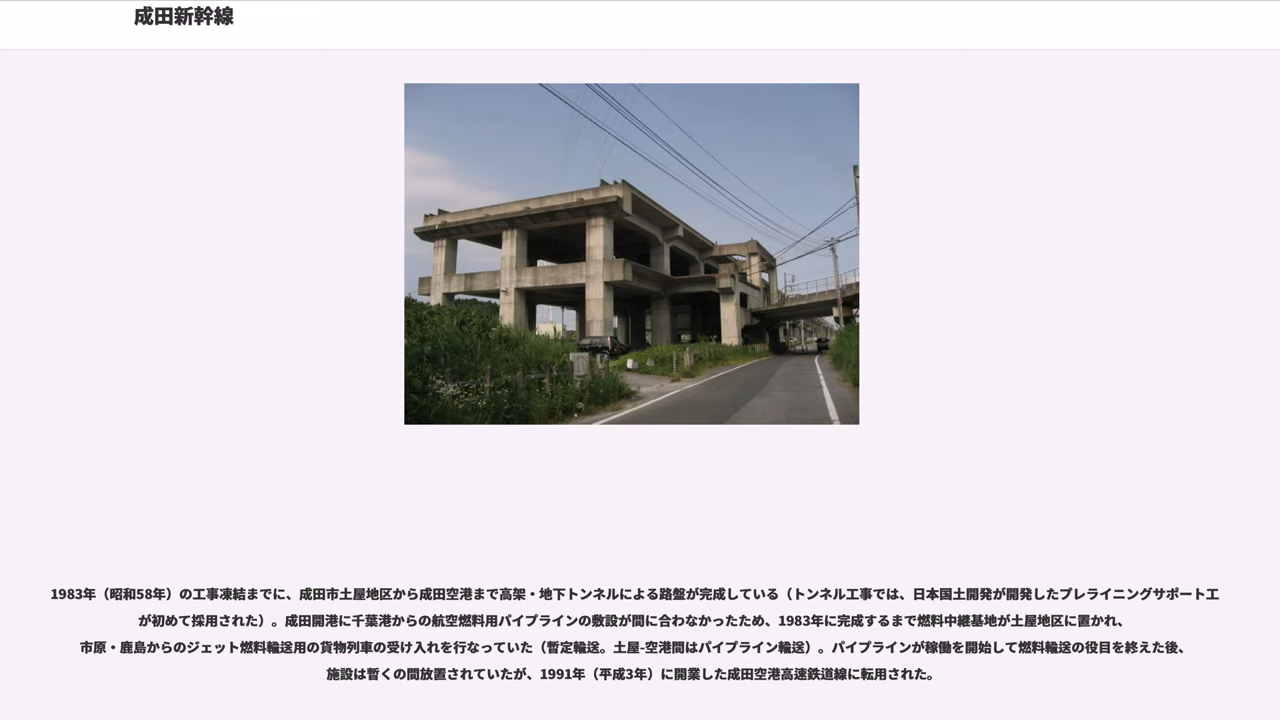 成田新幹線
1983年（昭和58年）の工事凍結までに、成田市土屋地区から成田空港まで高架・地下トンネルによる路盤が完成している（トンネル工事では、日本国土開発が開発したプレライニングサポート工
が初めて採用された）。成田開港に千葉港からの航空燃料用パイプラインの敷設が間に合わなかったため、1983年に完成するまで燃料中継基地が土屋地区に置かれ、
市原・鹿島からのジェット燃料輸送用の貨物列車の受け入れを行なっていた（暫定輸送。土屋-空港間はパイプライン輸送）。パイプラインが稼働を開始して燃料輸送の役目を終えた後、
施設は暫くの間放置されていたが、1991年（平成3年）に開業した成田空港高速鉄道線に転用された。